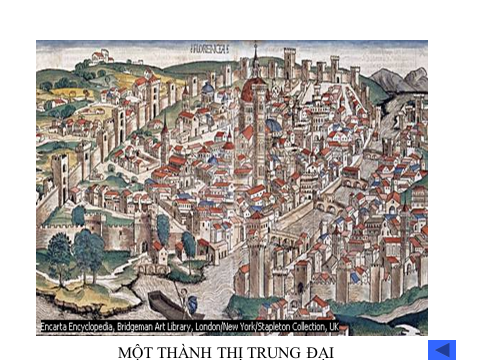 FLORENCIA
Encarta Encyclopedia, Bridgeman Art Library, London/New York/Stapleton Collection, UK
MỘT THÀNH THỊ TRUNG ĐẠI